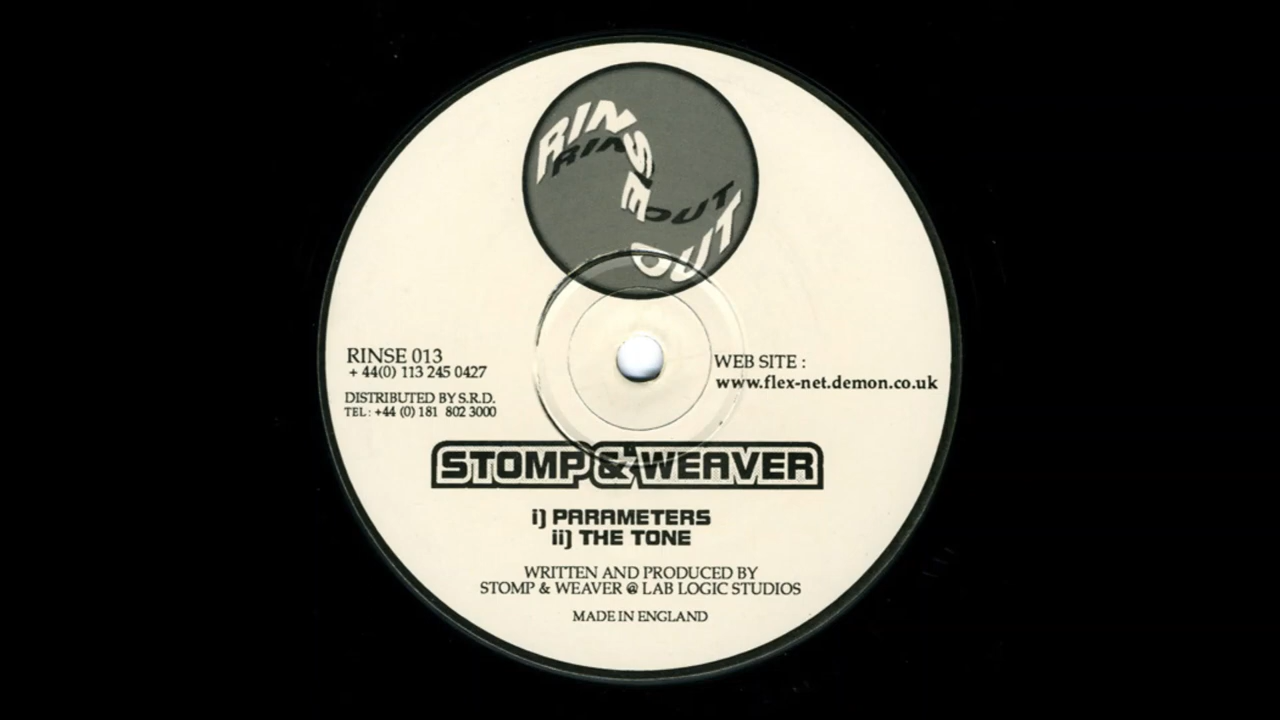 RINSE OUT
RINSE OUT
RINSE 013
+ 44(0) 113 245 0427
DISTRIBUTED BY S.R.D.
TEL : +44 (0) 181 802 3000
WEB SITE :
www.flex-net.demon.co.uk
STOMP & WEAVER
i) PARAMETERS
ii) THE TONE
WRITTEN AND PRODUCED BY
STOMP & WEAVER @ LAB LOGIC STUDIOS
MADE IN ENGLAND